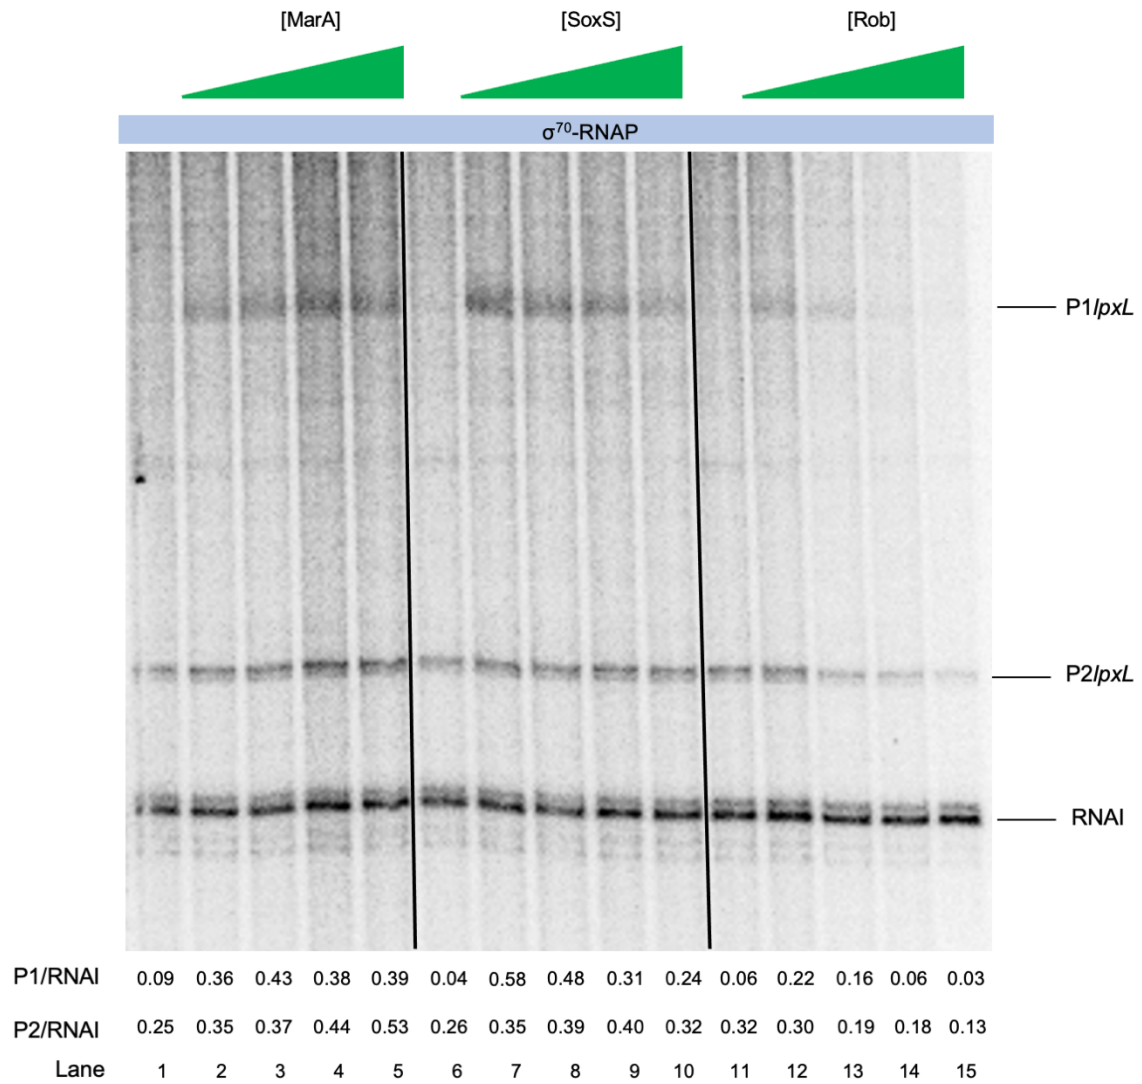 [MarA] [SoxS] [Rob]
σ⁷⁰-RNAP
P1lpxL
P2lpxL
RNAI
P1/RNAI 0.09 0.36 0.43 0.38 0.39 0.04 0.58 0.48 0.31 0.24 0.06 0.22 0.16 0.06 0.03
P2/RNAI 0.25 0.35 0.37 0.44 0.53 0.26 0.35 0.39 0.40 0.32 0.32 0.30 0.19 0.18 0.13
Lane 1 2 3 4 5 6 7 8 9 10 11 12 13 14 15